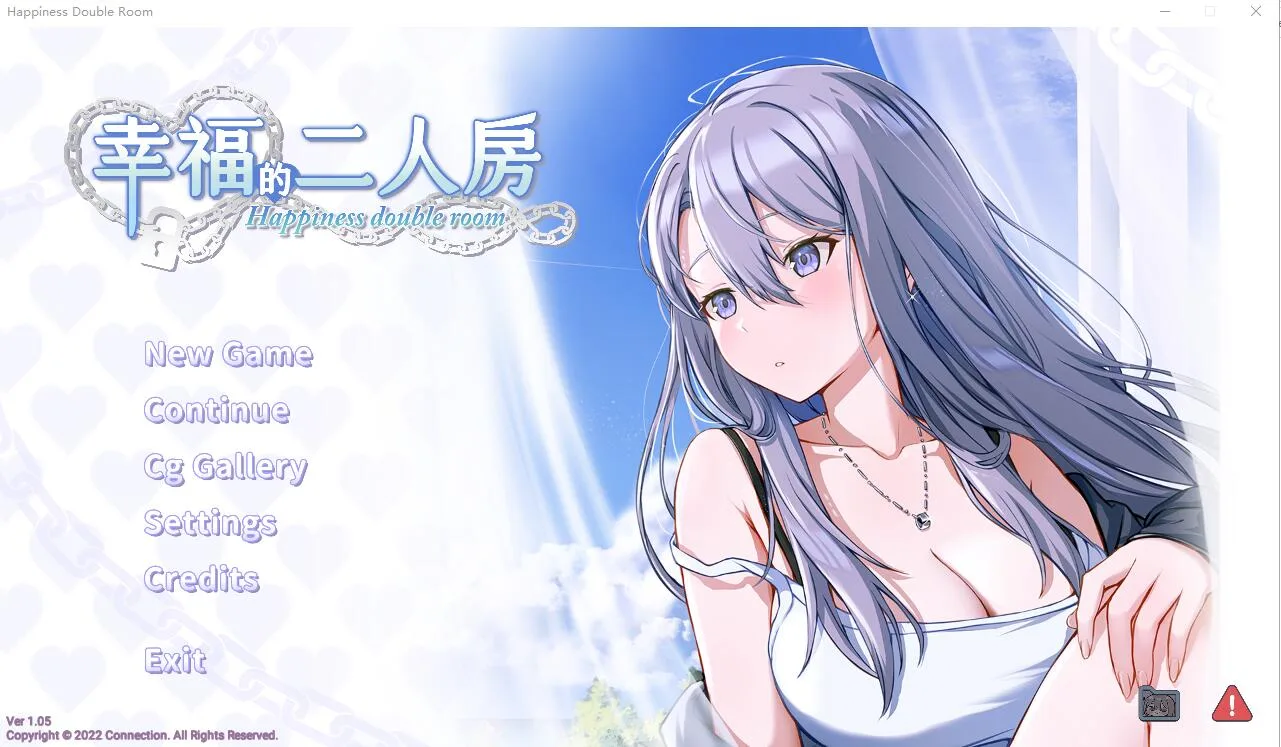 Happiness Double Room
幸福的二人房
Happiness double room
New Game
Continue
Cg Gallery
Settings
Credits
Exit
Ver 1.05
Copyright © 2022 Connection. All Rights Reserved.